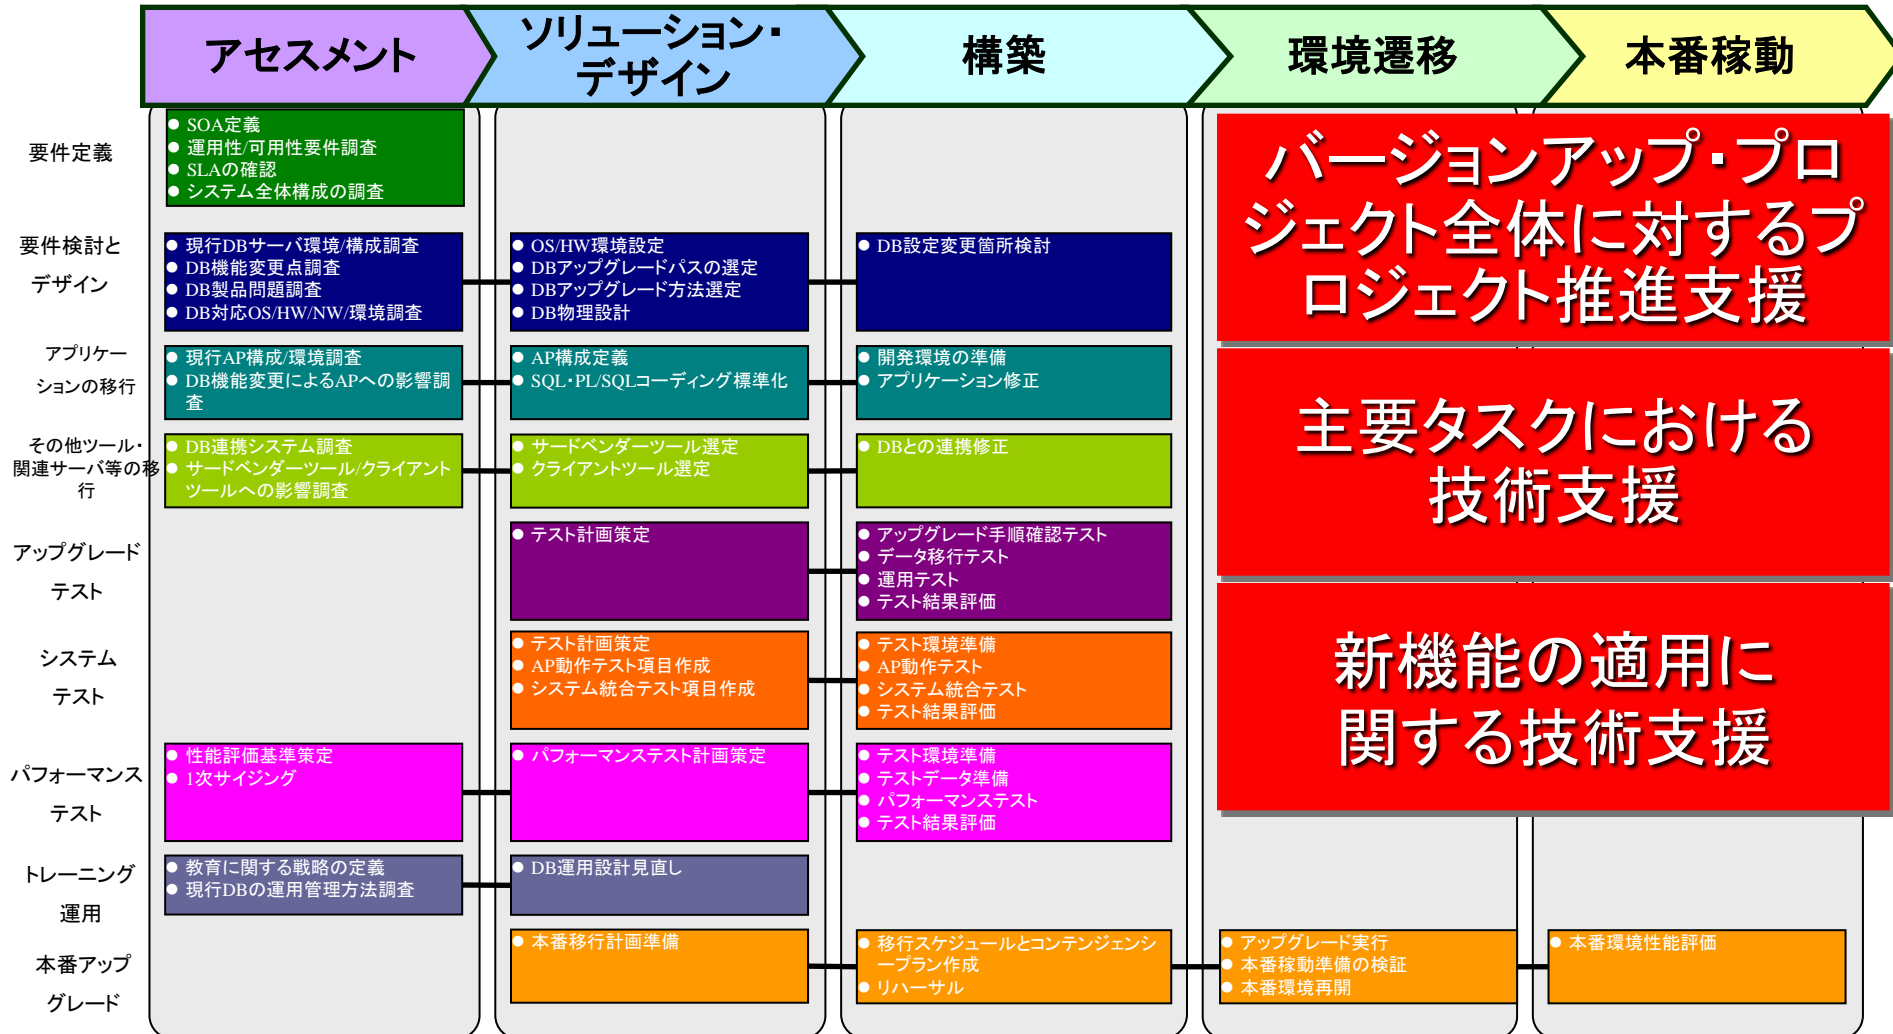 アセスメント
ソリューション・
デザイン
構築
環境遷移
本番稼動
要件定義
● SOA定義
● 運用性/可用性要件調査
● SLAの確認
● システム全体構成の調査
バージョンアップ・プロ
ジェクト全体に対するプ
ロジェクト推進支援
要件検討と
デザイン
● 現行DBサーバ環境/構成調査
● DB機能変更点調査
● DB製品問題調査
● DB対応OS/HW/NW/環境調査
● OS/HW環境設定
● DBアップグレードパスの選定
● DBアップグレード方法選定
● DB物理設計
● DB設定変更箇所検討
アプリケー
ションの移行
● 現行AP構成/環境調査
● DB機能変更によるAPへの影響調
査
● AP構成定義
● SQL・PL/SQLコーディング標準化
● 開発環境の準備
● アプリケーション修正
主要タスクにおける
技術支援
その他ツール・
関連サーバ等の移
行
● DB連携システム調査
● サードベンダーツール/クライアント
ツールへの影響調査
● サードベンダーツール選定
● クライアントツール選定
● DBとの連携修正
アップグレード
テスト
● テスト計画策定
● アップグレード手順確認テスト
● データ移行テスト
● 運用テスト
● テスト結果評価
新機能の適用に
関する技術支援
システム
テスト
● テスト計画策定
● AP動作テスト項目作成
● システム統合テスト項目作成
● テスト環境準備
● AP動作テスト
● システム統合テスト
● テスト結果評価
パフォーマンス
テスト
● 性能評価基準策定
● 1次サイジング
● パフォーマンステスト計画策定
● テスト環境準備
● テストデータ準備
● パフォーマンステスト
● テスト結果評価
トレーニング
運用
● 教育に関する戦略の定義
● 現行DBの運用管理方法調査
● DB運用設計見直し
本番アップ
グレード
● 本番移行計画準備
● 移行スケジュールとコンテンジェンシ
ープラン作成
● リハーサル
● アップグレード実行
● 本番稼動準備の検証
● 本番環境再開
● 本番環境性能評価